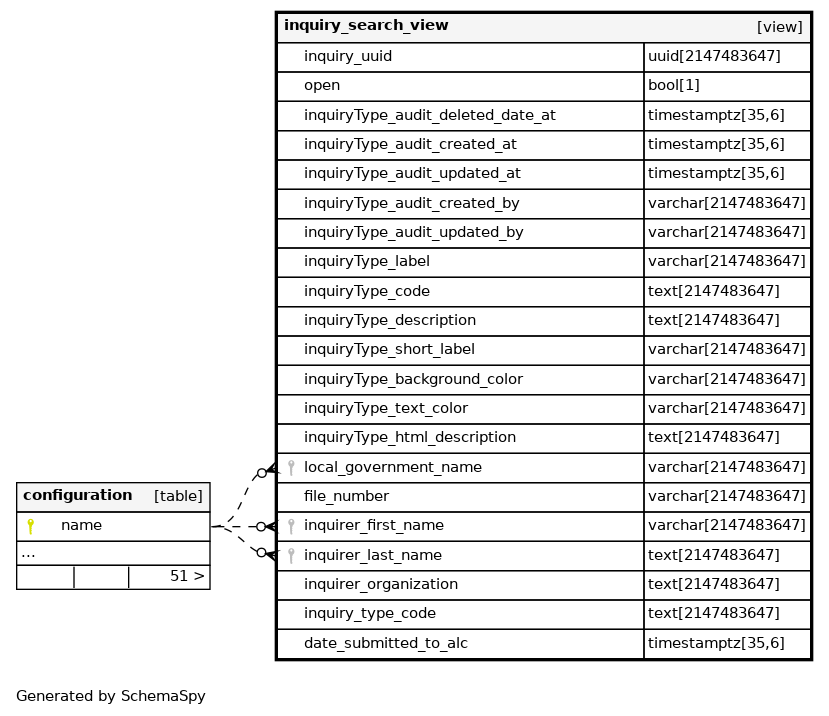 inquiry_search_view [view]
inquiry_uuid uuid[2147483647]
open bool[1]
inquiryType_audit_deleted_date_at timestamptz[35,6]
inquiryType_audit_created_at timestamptz[35,6]
inquiryType_audit_updated_at timestamptz[35,6]
inquiryType_audit_created_by varchar[2147483647]
inquiryType_audit_updated_by varchar[2147483647]
inquiryType_label varchar[2147483647]
inquiryType_code text[2147483647]
inquiryType_description text[2147483647]
inquiryType_short_label varchar[2147483647]
inquiryType_background_color varchar[2147483647]
inquiryType_text_color varchar[2147483647]
inquiryType_html_description text[2147483647]
local_government_name varchar[2147483647]
file_number varchar[2147483647]
inquirer_first_name varchar[2147483647]
inquirer_last_name text[2147483647]
inquirer_organization text[2147483647]
inquiry_type_code text[2147483647]
date_submitted_to_alc timestamptz[35,6]
configuration [table]
name
...
51 >
Generated by SchemaSpy